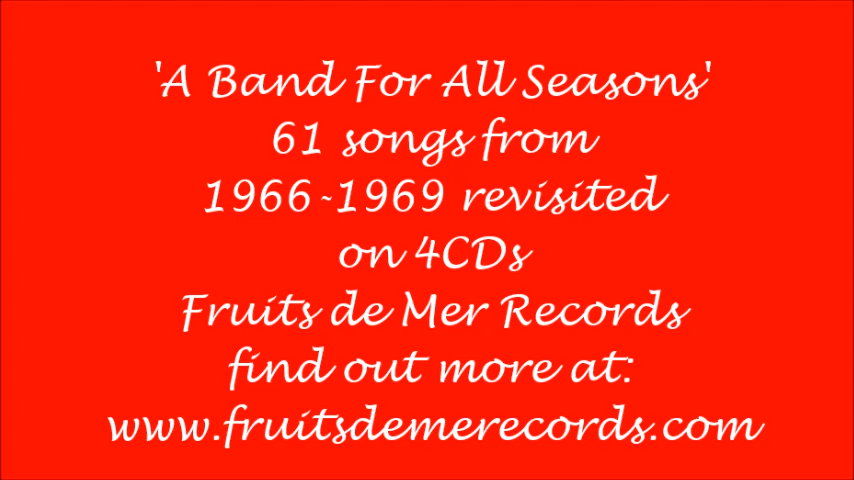 'A Band For All Seasons'
61 songs from
1966-1969 revisited
on 4CDs
Fruits de Mer Records
find out more at:
www.fruitsdemerecords.com